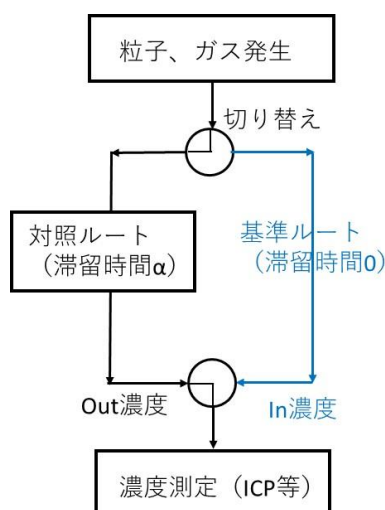 粒子、ガス発生
切り替え
対照ルート
（滞留時間α）
基準ルート
（滞留時間0）
Out濃度
In濃度
濃度測定（ICP等）